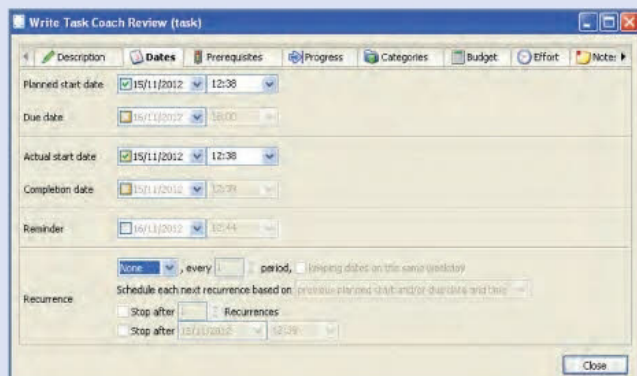 Write Task Coach Review (task)
Description Dates Prerequisites Progress Categories Budget Effort Notes
Planned start date 15/11/2012 12:38
Due date 16/11/2012 18:00
Actual start date 15/11/2012 12:38
Completion date 15/11/2012 12:39
Reminder 16/11/2012 12:44
None , every 1 period, keeping dates on the same weekday
Schedule each next recurrence based on previous planned start and/or due date and time
Recurrence
Stop after Recurrences
Stop after 15/11/2012 12:39
Close